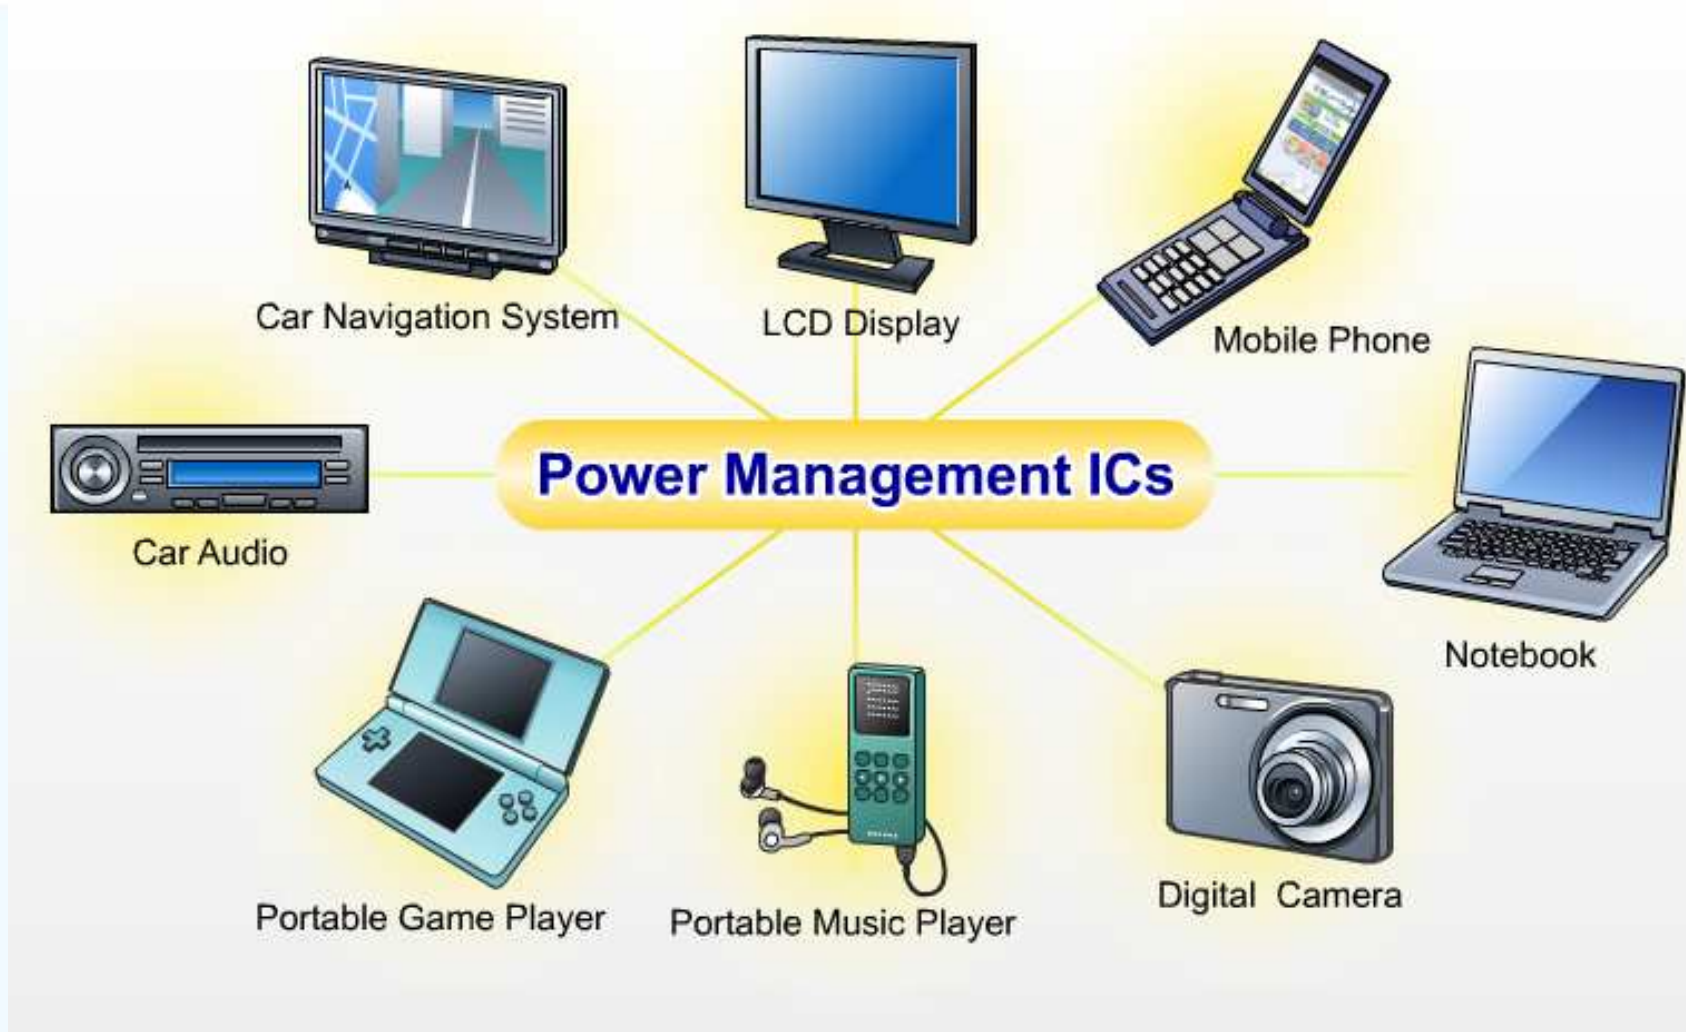 Car Navigation System
LCD Display
Mobile Phone
Power Management ICs
Car Audio
Notebook
Portable Game Player
Portable Music Player
Digital Camera